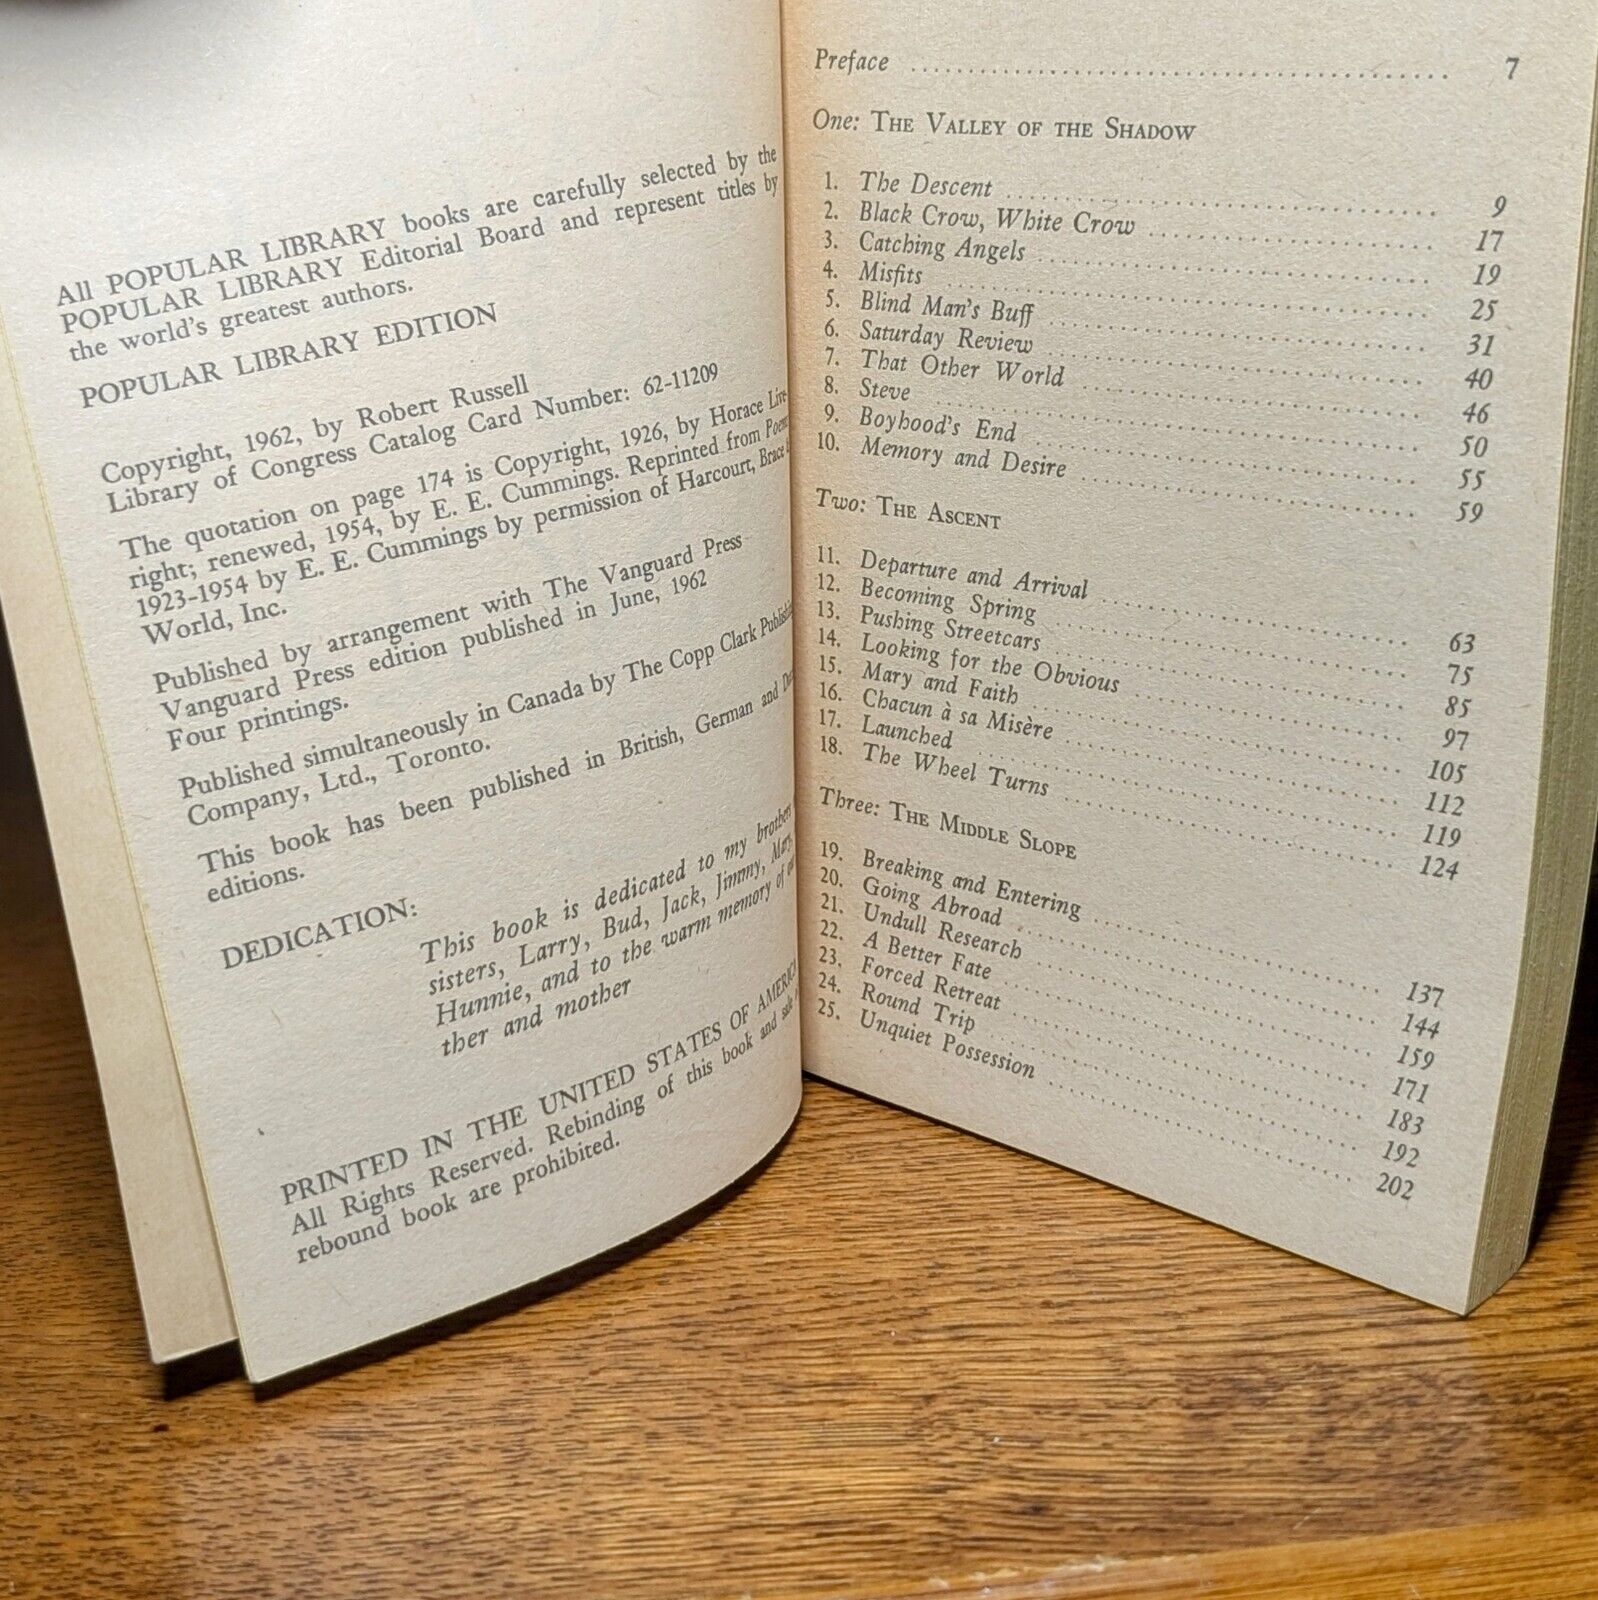 All POPULAR LIBRARY books are carefully selected by the
POPULAR LIBRARY Editorial Board and represent titles by
the world's greatest authors.
POPULAR LIBRARY EDITION
Copyright, 1962, by Robert Russell
Library of Congress Catalog Card Number: 62-11209
The quotation on page 174 is Copyright, 1926, by Horace Live-
right; renewed, 1954, by E. E. Cummings. Reprinted from Poems
1923-1954 by E. E. Cummings by permission of Harcourt, Brace &
World, Inc.
Published by arrangement with The Vanguard Press
Vanguard Press edition published in June, 1962
Four printings.
Published simultaneously in Canada by The Copp Clark Publishing
Company, Ltd., Toronto.
This book has been published in British, German and
editions.
DEDICATION:
This book is dedicated to my brothers
sisters, Larry, Bud, Jack, Jimmy, Mary,
Hunnie, and to the warm memory of
ther and mother
PRINTED IN THE UNITED STATES OF AMERICA
All Rights Reserved. Rebinding of this book and sale
rebound book are prohibited.
Preface 7
One: THE VALLEY OF THE SHADOW
1. The Descent 9
2. Black Crow, White Crow 17
3. Catching Angels 19
4. Misfits 25
5. Blind Man's Buff 31
6. Saturday Review 40
7. That Other World 46
8. Steve 50
9. Boyhood's End 55
10. Memory and Desire 59
Two: THE ASCENT
11. Departure and Arrival 63
12. Becoming Spring 75
13. Pushing Streetcars 85
14. Looking for the Obvious 97
15. Mary and Faith 105
16. Chacun à sa Misère 112
17. Launched 119
18. The Wheel Turns 124
Three: THE MIDDLE SLOPE
19. Breaking and Entering 137
20. Going Abroad 144
21. Undull Research 159
22. A Better Fate 171
23. Forced Retreat 183
24. Round Trip 192
25. Unquiet Possession 202